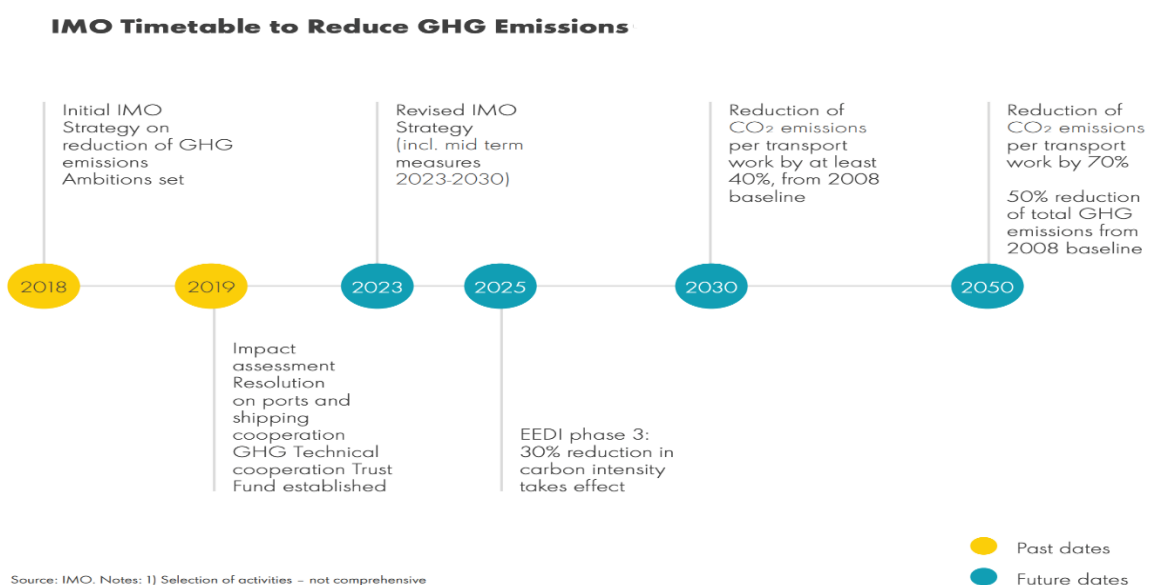 IMO Timetable to Reduce GHG Emissions
Initial IMO
Strategy on
reduction of GHG
emissions
Ambitions set
Revised IMO
Strategy
(incl. mid term
measures
2023-2030)
Reduction of
CO₂ emissions
per transport
work by at least
40%, from 2008
baseline
Reduction of
CO₂ emissions
per transport
work by 70%
50% reduction
of total GHG
emissions from
2008 baseline
2018
2019
2023
2025
2030
2050
Impact
assessment
Resolution
on ports and
shipping
cooperation
GHG Technical
cooperation Trust
Fund established
EEDI phase 3:
30% reduction in
carbon intensity
takes effect
Past dates
Future dates
Source: IMO. Notes: 1) Selection of activities – not comprehensive